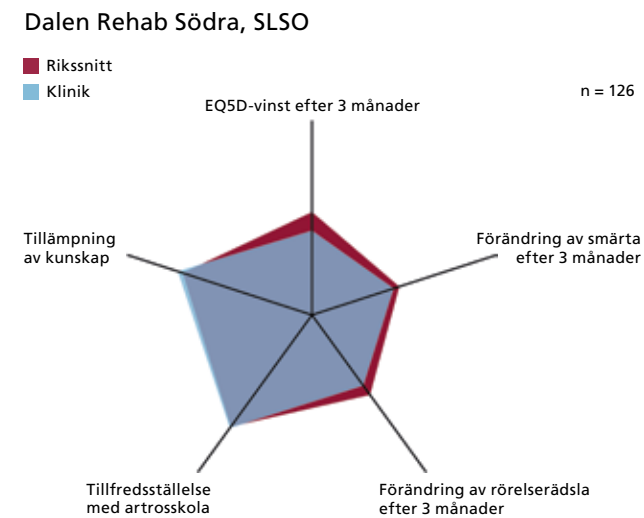 Dalen Rehab Södra, SLSO
Rikssnitt
Klinik
n = 126
EQ5D-vinst efter 3 månader
Tillämpning
av kunskap
Förändring av smärta
efter 3 månader
Tillfredsställelse
med artrosskola
Förändring av rörelserädsla
efter 3 månader